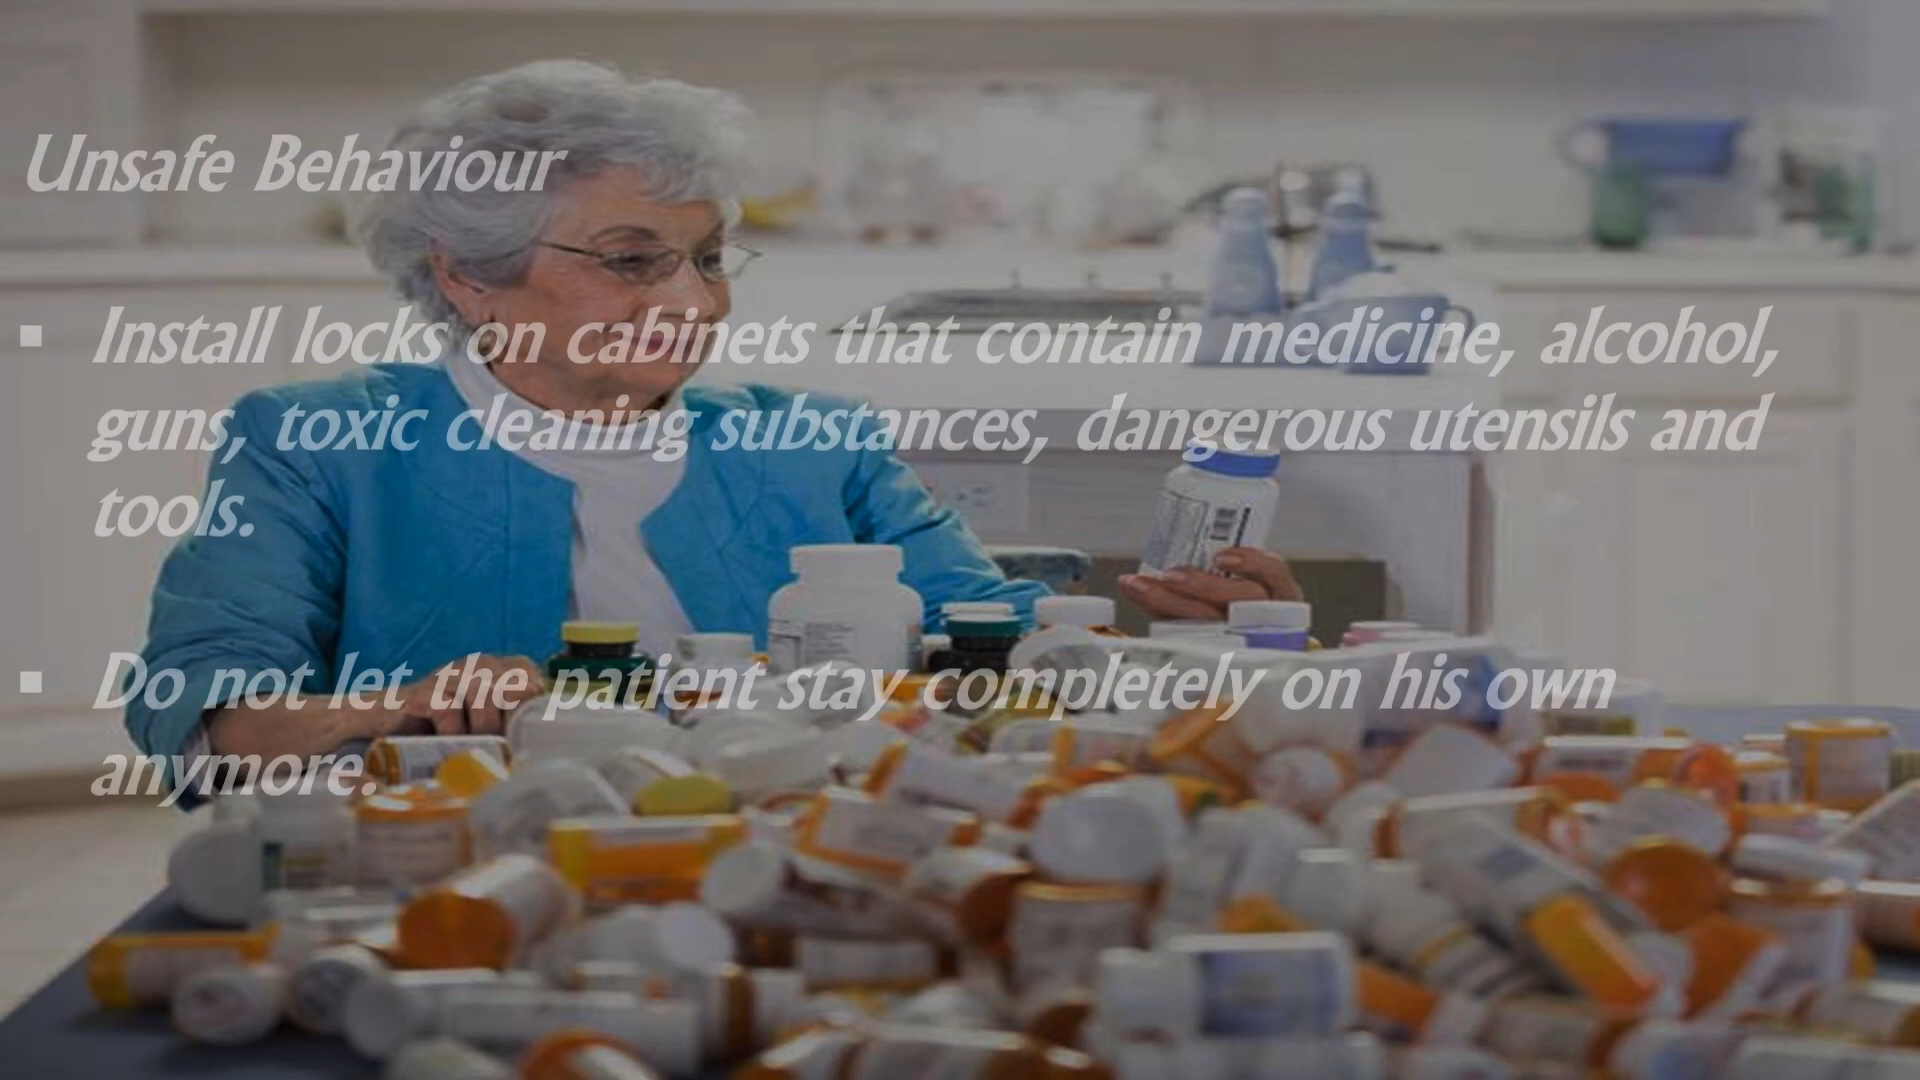 Unsafe Behaviour
▪ Install locks on cabinets that contain medicine, alcohol,
guns, toxic cleaning substances, dangerous utensils and
tools.
▪ Do not let the patient stay completely on his own
anymore.